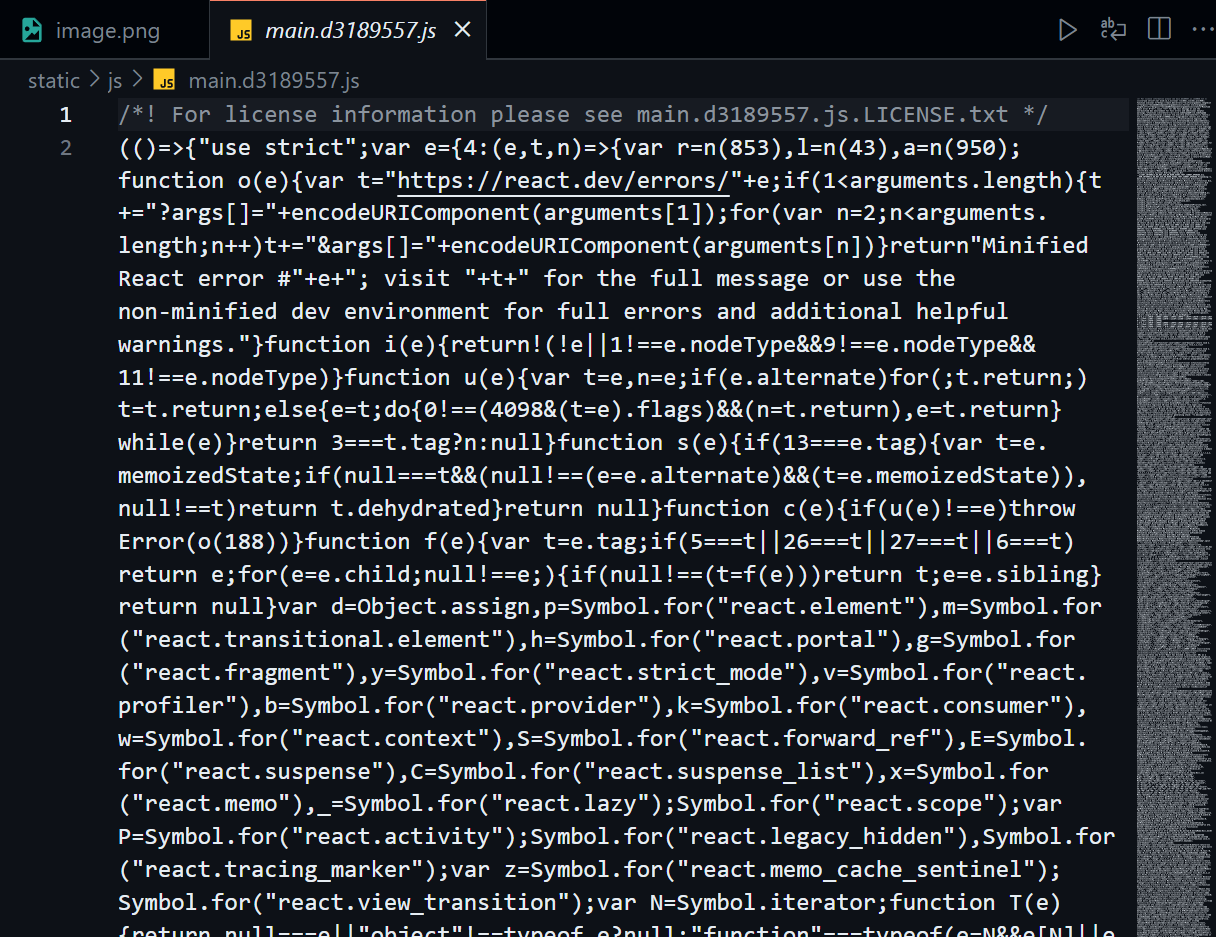 image.png
JS main.d3189557.js
static > js > JS main.d3189557.js
1 /*! For license information please see main.d3189557.js.LICENSE.txt */
2 (()=>{"use strict";var e={4:(e,t,n)=>{var r=n(853),l=n(43),a=n(950);
function o(e){var t="https://react.dev/errors/"+e;if(1<arguments.length){t
+="?args[]="+encodeURIComponent(arguments[1]);for(var n=2;n<arguments.
length;n++)t+="&args[]="+encodeURIComponent(arguments[n])}return"Minified
React error #"+e+"; visit "+t+" for the full message or use the
non-minified dev environment for full errors and additional helpful
warnings."}function i(e){return!(!e||1!==e.nodeType&&9!==e.nodeType&&
11!==e.nodeType)}function u(e){var t=e,n=e;if(e.alternate)for(;t.return;)
t=t.return;else{e=t;do{0!==(4098&(t=e).flags)&&(n=t.return),e=t.return}
while(e)}return 3===t.tag?n:null}function s(e){if(13===e.tag){var t=e.
memoizedState;if(null===t&&(null!==(e=e.alternate)&&(t=e.memoizedState)),
null!==t)return t.dehydrated}return null}function c(e){if(u(e)!==e)throw
Error(o(188))}function f(e){var t=e.tag;if(5===t||26===t||27===t||6===t)
return e;for(e=e.child;null!==e;){if(null!==(t=f(e)))return t;e=e.sibling}
return null}var d=Object.assign,p=Symbol.for("react.element"),m=Symbol.for
("react.transitional.element"),h=Symbol.for("react.portal"),g=Symbol.for
("react.fragment"),y=Symbol.for("react.strict_mode"),v=Symbol.for("react.
profiler"),b=Symbol.for("react.provider"),k=Symbol.for("react.consumer"),
w=Symbol.for("react.context"),S=Symbol.for("react.forward_ref"),E=Symbol.
for("react.suspense"),C=Symbol.for("react.suspense_list"),x=Symbol.for
("react.memo"),_=Symbol.for("react.lazy");Symbol.for("react.scope");var
P=Symbol.for("react.activity");Symbol.for("react.legacy_hidden"),Symbol.for
("react.tracing_marker");var z=Symbol.for("react.memo_cache_sentinel");
Symbol.for("react.view_transition");var N=Symbol.iterator;function T(e)
{return null===e||"object"!==typeof e?null:"function"===typeof(e=N&&e[N]||e